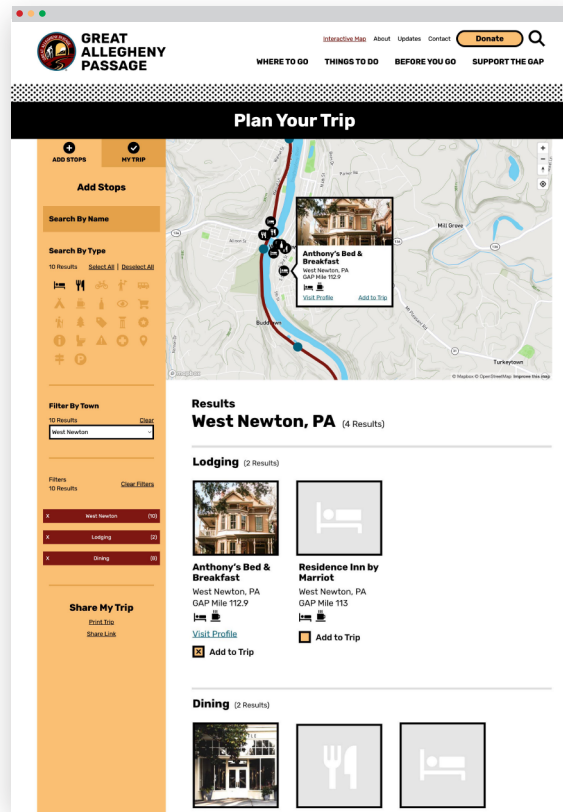 GREAT
ALLEGHENY
PASSAGE
Interactive Map About Updates Contact Donate
WHERE TO GO THINGS TO DO BEFORE YOU GO SUPPORT THE GAP
Plan Your Trip
ADD STOPS MY TRIP
Add Stops
Search By Name
Search By Type
10 Results Select All | Deselect All
Filter By Town
10 Results Clear
West Newton
Filters
10 Results Clear Filters
X West Newton (10)
X Lodging (2)
X Dining (8)
Share My Trip
Print Trip
Share Link
Mill Grove
Anthony's Bed &
Breakfast
West Newton, PA
GAP Mile 112.9
Visit Profile Add to Trip
Turkeytown
mapbox
© Mapbox © OpenStreetMap Improve this map
Results
West Newton, PA (4 Results)
Lodging (2 Results)
Anthony's Bed &
Breakfast
West Newton, PA
GAP Mile 112.9
Visit Profile
X Add to Trip
Residence Inn by
Marriot
West Newton, PA
GAP Mile 113
Add to Trip
Dining (2 Results)